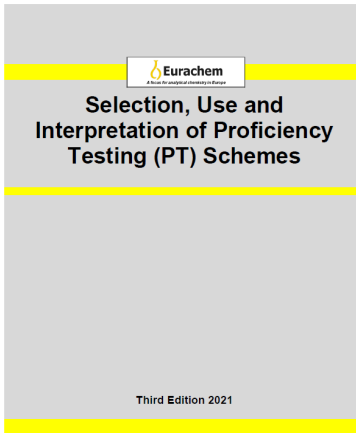 Eurachem
A focus for analytical chemistry in Europe
Selection, Use and
Interpretation of Proficiency
Testing (PT) Schemes
Third Edition 2021